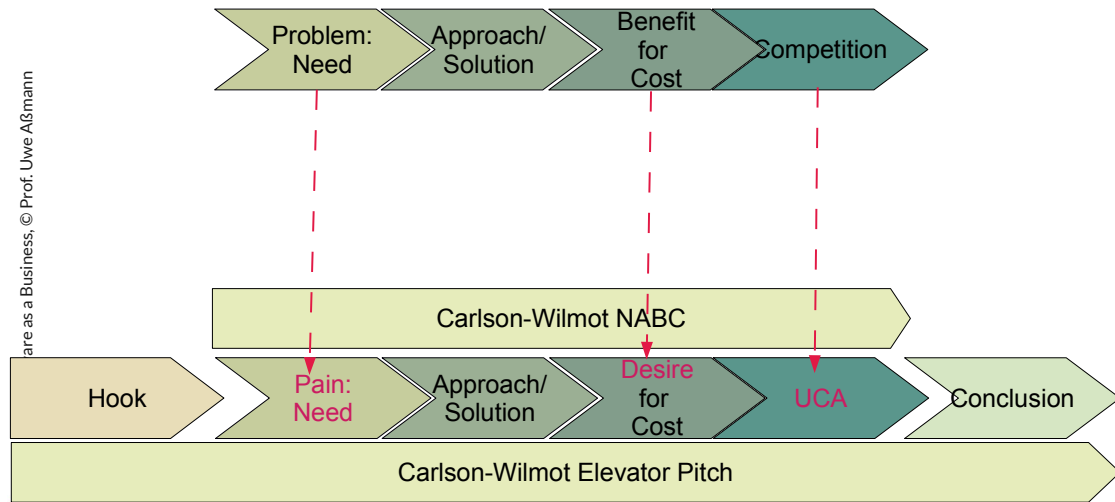 Problem:
Need
Approach/
Solution
Benefit
for
Cost
Competition
are as a Business, © Prof. Uwe Aßmann
Carlson-Wilmot NABC
Hook
Pain:
Need
Approach/
Solution
Desire
for
Cost
UCA
Conclusion
Carlson-Wilmot Elevator Pitch